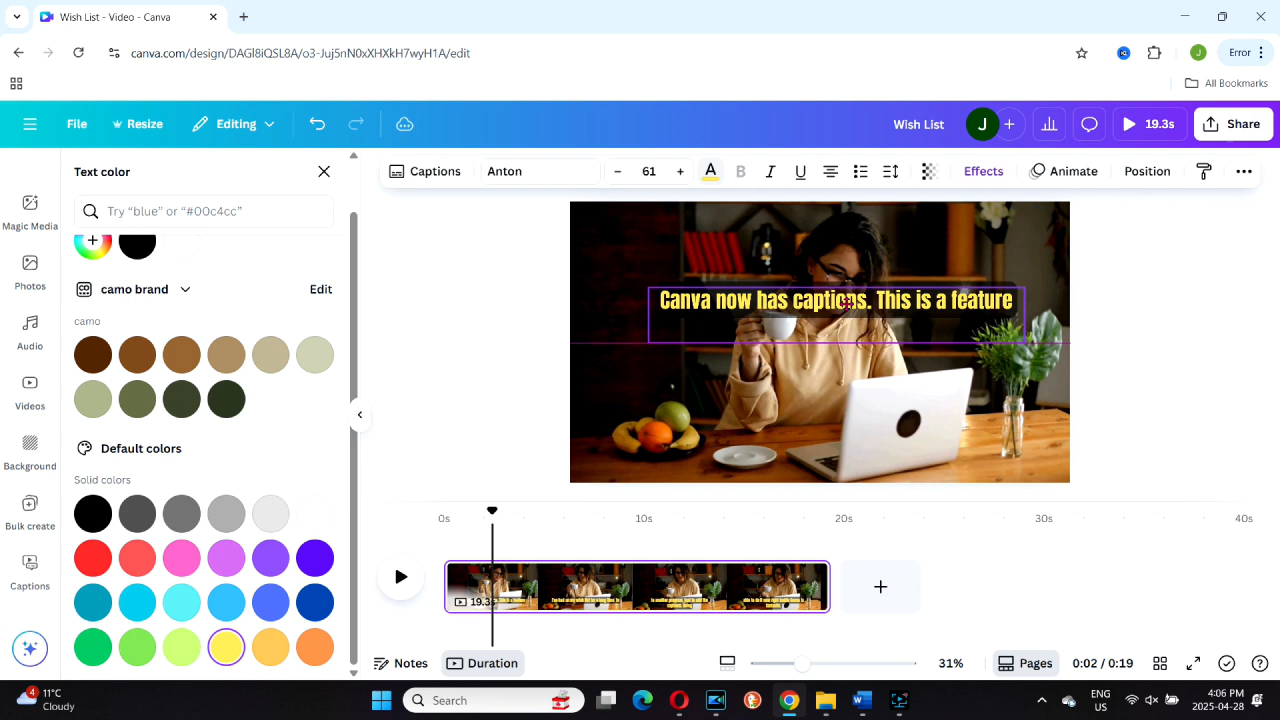 Wish List - Video - Canva
canva.com/design/DAGl8iQSL8A/o3-Juj5nN0xXHXkH7wyH1A/edit
Error
All Bookmarks
File
Resize
Editing
Wish List
J
19.3s
Share
Text color
Captions
Anton
61
A
B
I
U
Effects
Animate
Position
Try “blue” or “#00c4cc”
Magic Media
Photos
Audio
Videos
Background
Bulk create
Captions
camo brand
Edit
camo
Default colors
Solid colors
Canva now has captions. This is a feature
0s
10s
20s
30s
40s
19.3s
Notes
Duration
31%
Pages
0:02 / 0:19
4
11°C
Cloudy
Search
ENG
US
4:06 PM
2025-04-28